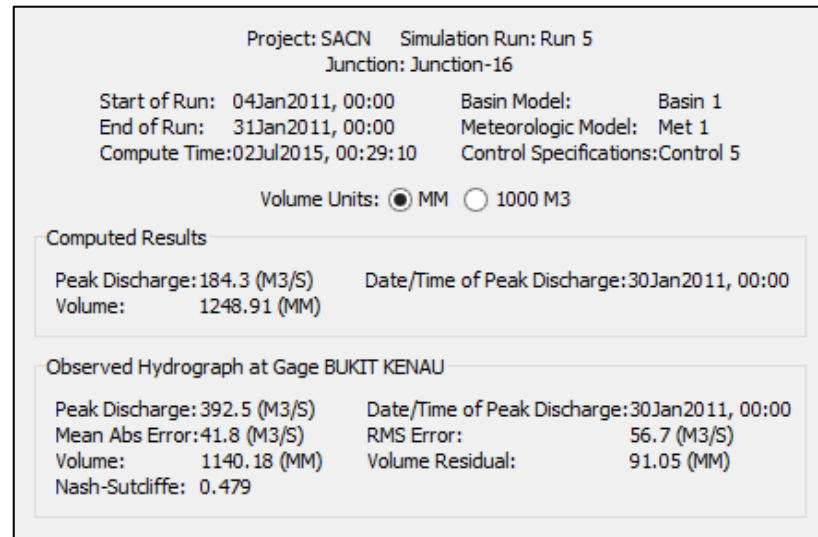 Project: SACN Simulation Run: Run 5
Junction: Junction-16
Start of Run: 04Jan2011, 00:00 Basin Model: Basin 1
End of Run: 31Jan2011, 00:00 Meteorologic Model: Met 1
Compute Time:02Jul2015, 00:29:10 Control Specifications:Control 5
Volume Units: MM 1000 M3
Computed Results
Peak Discharge:184.3 (M3/S) Date/Time of Peak Discharge:30Jan2011, 00:00
Volume: 1248.91 (MM)
Observed Hydrograph at Gage BUKIT KENAU
Peak Discharge:392.5 (M3/S) Date/Time of Peak Discharge:30Jan2011, 00:00
Mean Abs Error:41.8 (M3/S) RMS Error: 56.7 (M3/S)
Volume: 1140.18 (MM) Volume Residual: 91.05 (MM)
Nash-Sutcliffe: 0.479